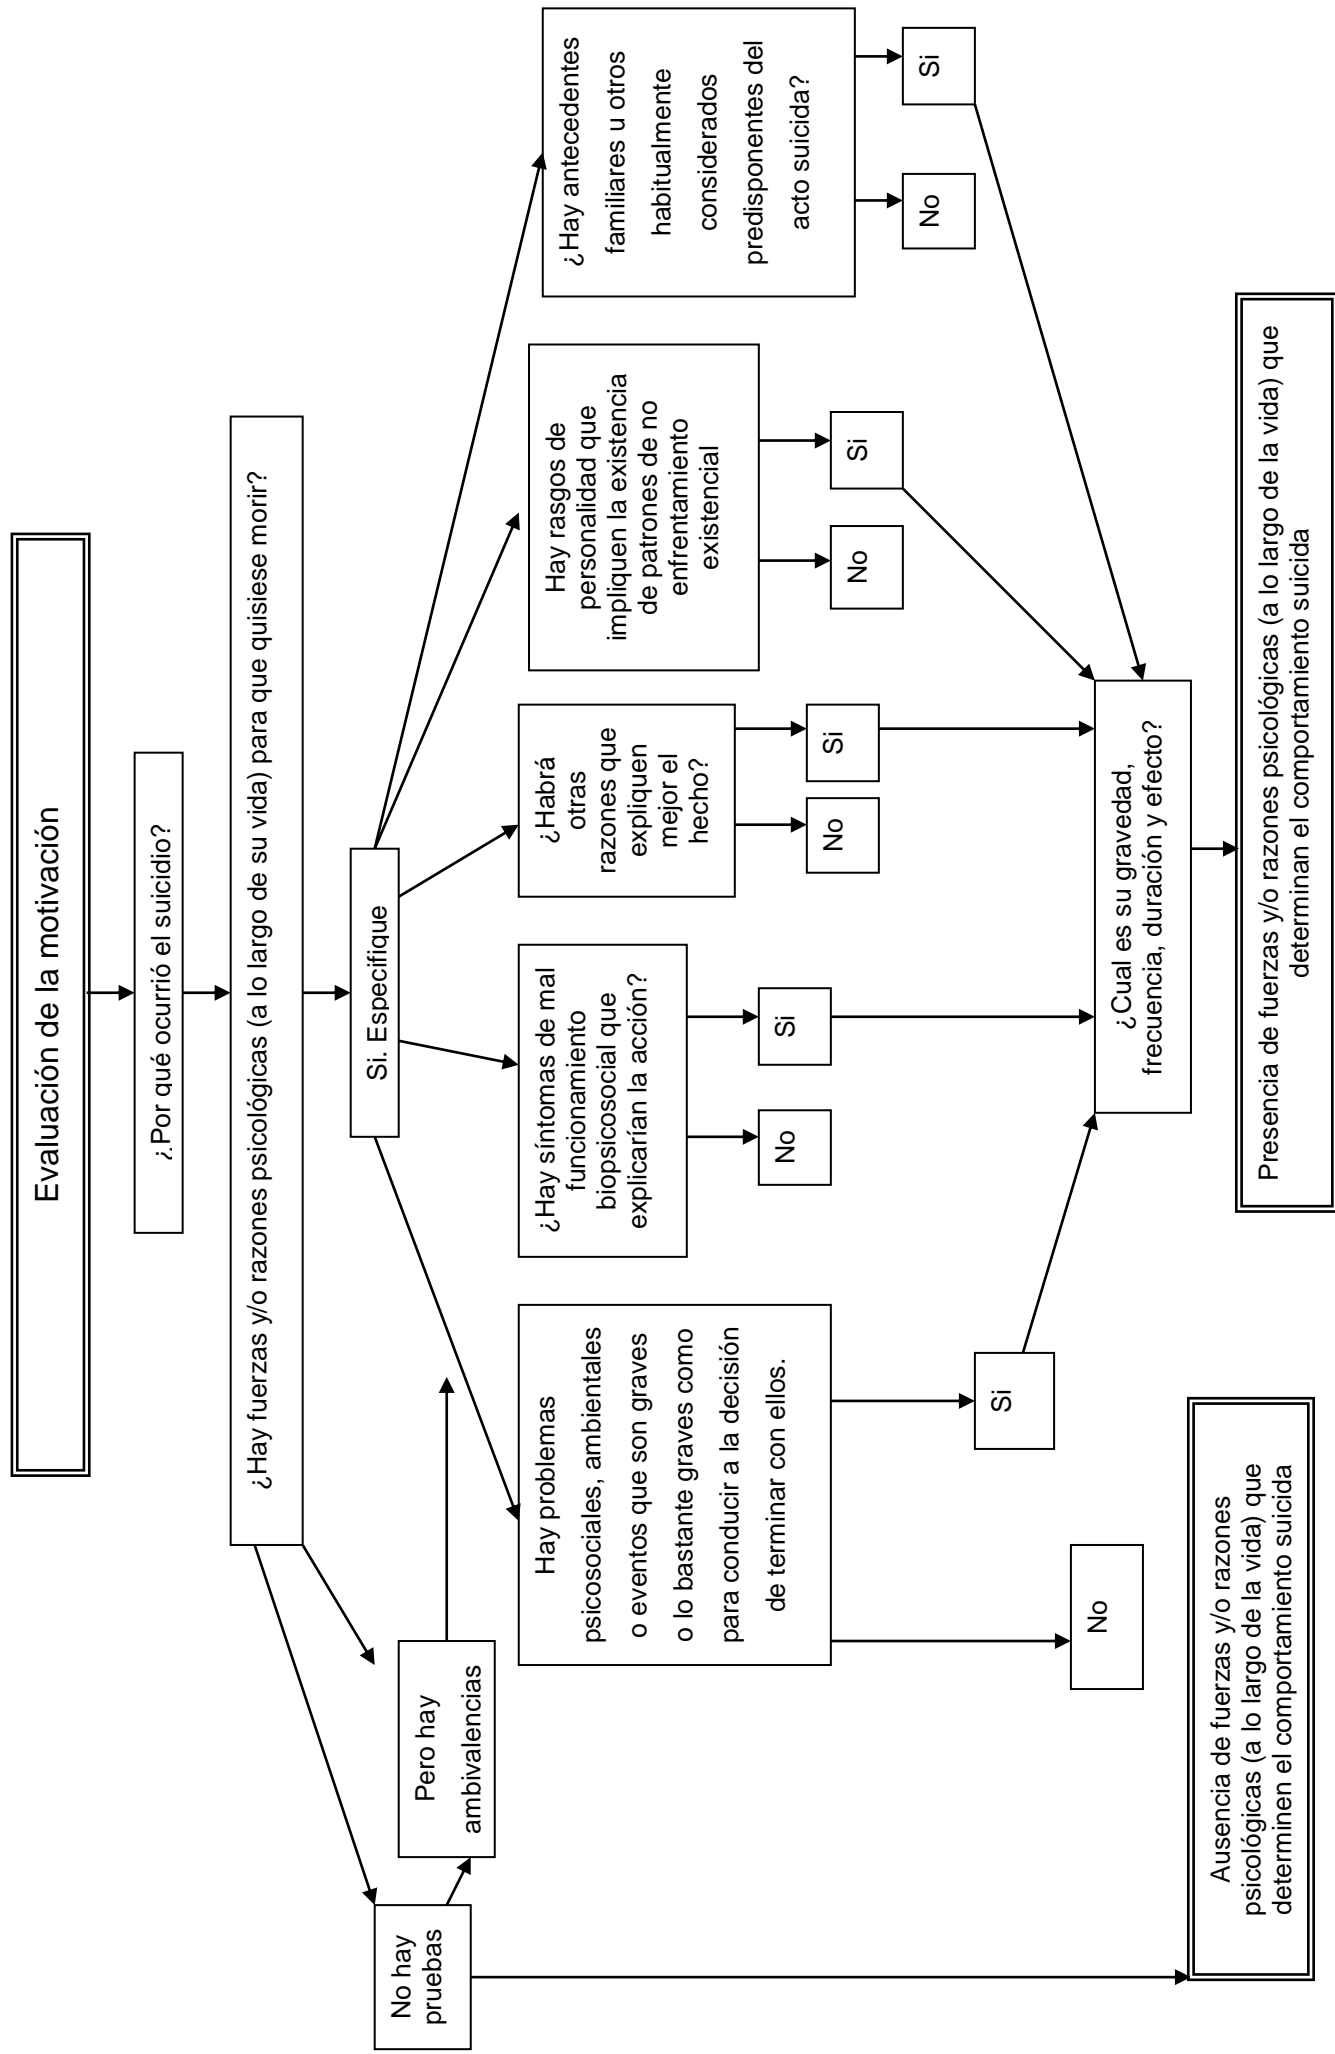 Evaluación de la motivación
¿Por qué ocurrió el suicidio?
¿Hay fuerzas y/o razones psicológicas (a lo largo de su vida) para que quisiese morir?
No hay
pruebas
Pero hay
ambivalencias
Si. Especifique
Hay problemas
psicosociales, ambientales
o eventos que son graves
o lo bastante graves como
para conducir a la decisión
de terminar con ellos.
¿Hay síntomas de mal
funcionamiento
biopsicosocial que
explicarían la acción?
¿Habrá
otras
razones que
expliquen
mejor el
hecho?
Hay rasgos de
personalidad que
impliquen la existencia
de patrones de no
enfrentamiento
existencial
¿Hay antecedentes
familiares u otros
habitualmente
considerados
predisponentes del
acto suicida?
No
Si
No
Si
No
Si
No
Si
No
Si
¿Cual es su gravedad,
frecuencia, duración y efecto?
Ausencia de fuerzas y/o razones
psicológicas (a lo largo de la vida) que
determinen el comportamiento suicida
Presencia de fuerzas y/o razones psicológicas (a lo largo de la vida) que
determinan el comportamiento suicida